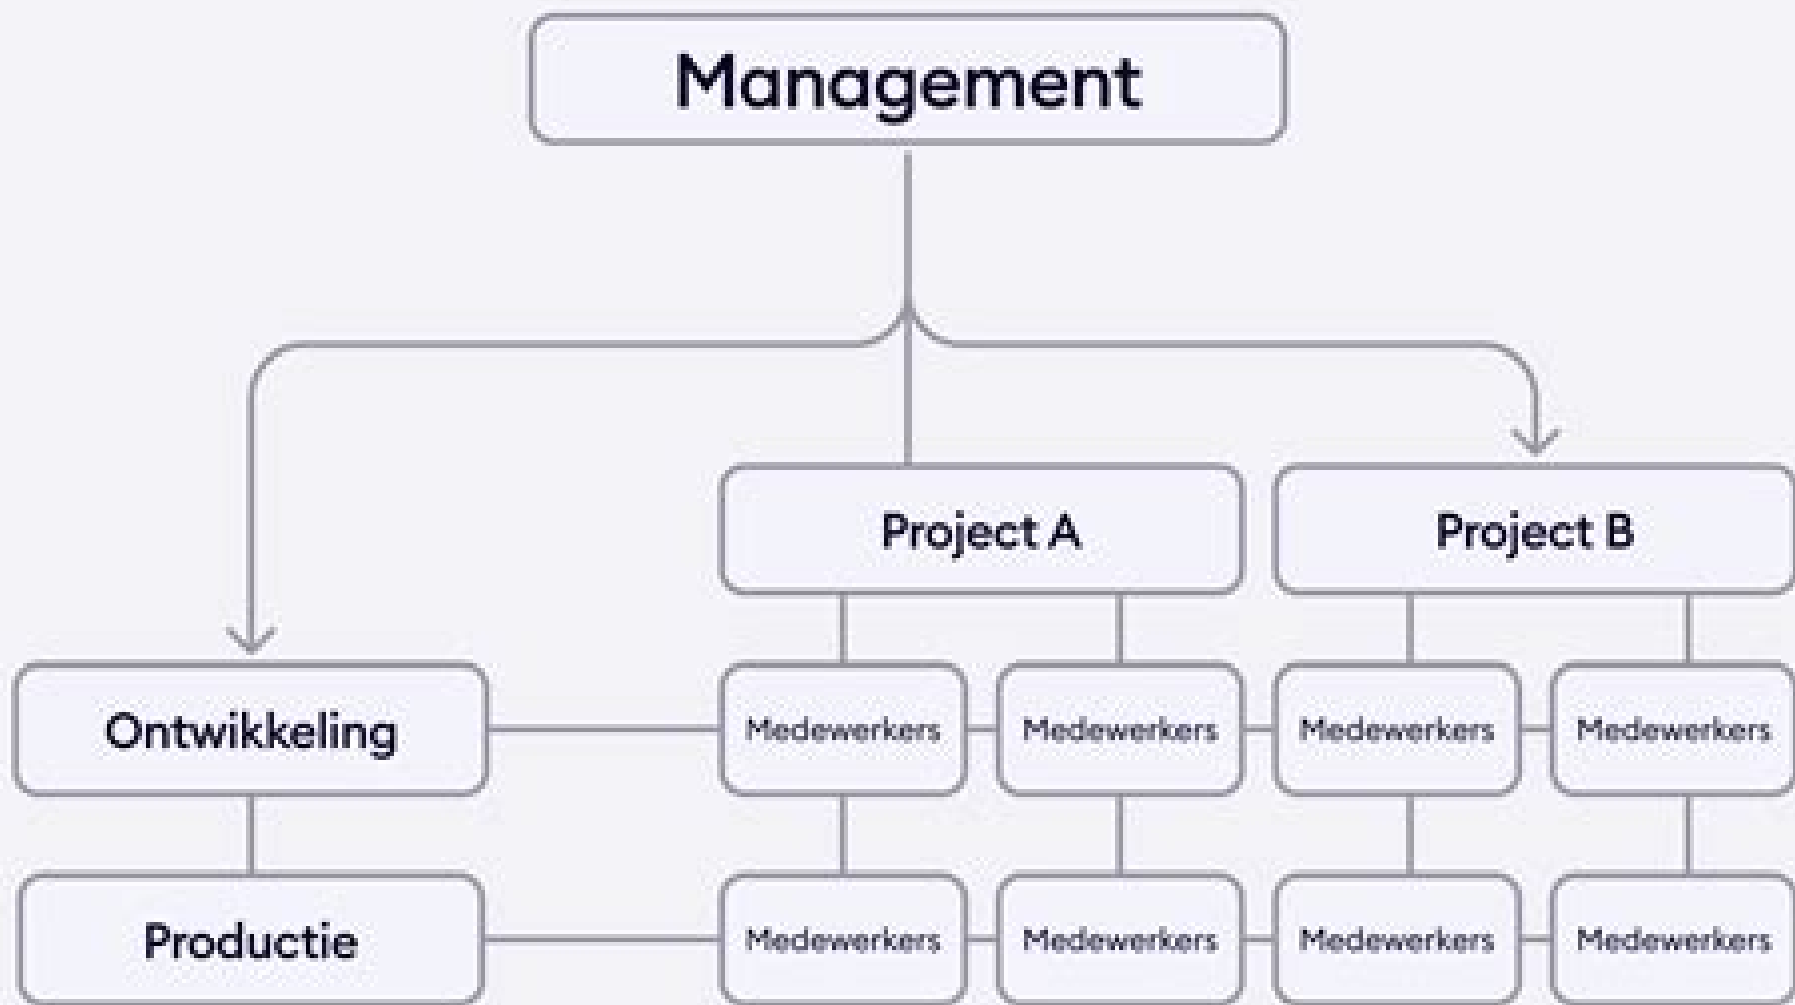 Management
Project A
Project B
Ontwikkeling
Medewerkers
Medewerkers
Medewerkers
Medewerkers
Productie
Medewerkers
Medewerkers
Medewerkers
Medewerkers